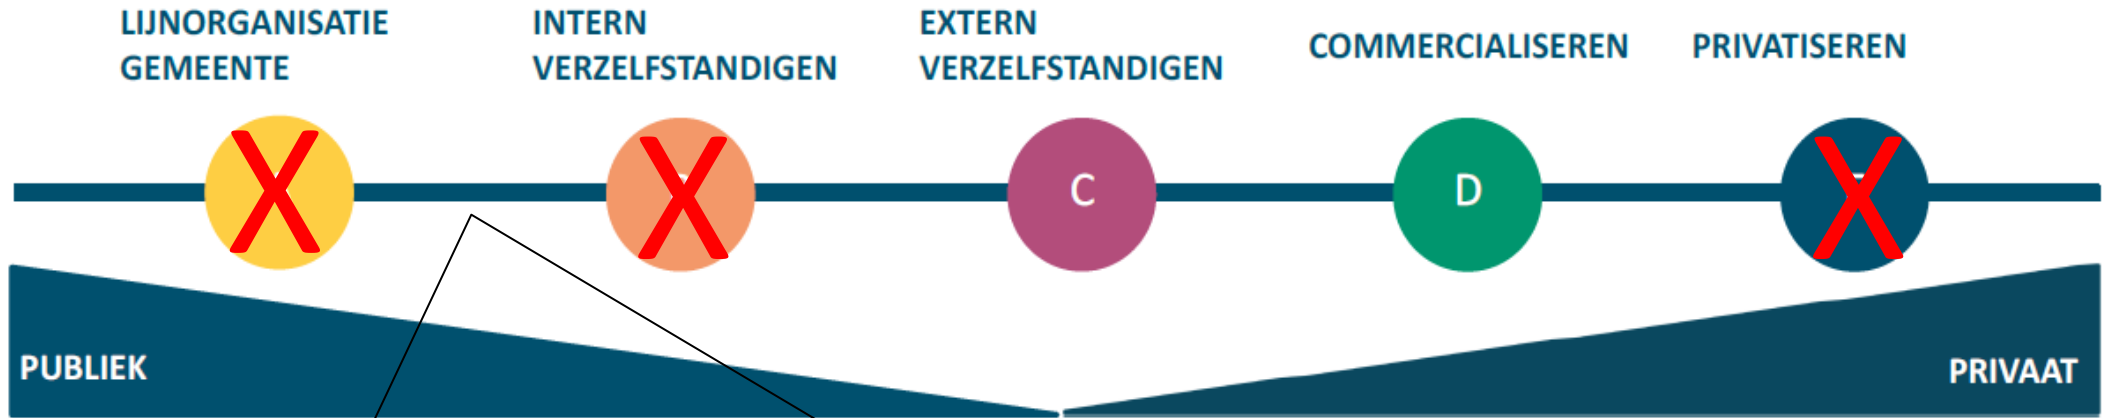 LIJNORGANISATIE
GEMEENTE
INTERN
VERZELFSTANDIGEN
EXTERN
VERZELFSTANDIGEN
COMMERCIALISEREN
PRIVATISEREN
X
X
C
D
X
PUBLIEK
PRIVAAT